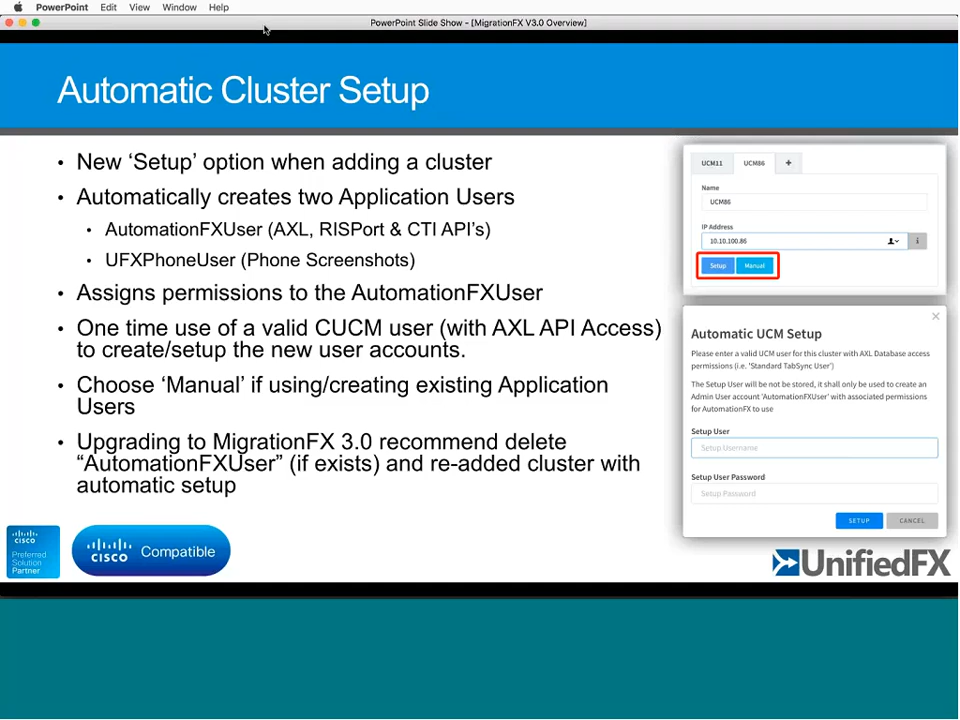 PowerPoint Edit View Window Help
PowerPoint Slide Show - [MigrationFX V3.0 Overview]
Automatic Cluster Setup
• New ‘Setup’ option when adding a cluster
• Automatically creates two Application Users
• AutomationFXUser (AXL, RISPort & CTI API’s)
• UFXPhoneUser (Phone Screenshots)
• Assigns permissions to the AutomationFXUser
• One time use of a valid CUCM user (with AXL API Access)
to create/setup the new user accounts.
• Choose ‘Manual’ if using/creating existing Application
Users
• Upgrading to MigrationFX 3.0 recommend delete
“AutomationFXUser” (if exists) and re-added cluster with
automatic setup
UCM11 UCM86 +
Name
UCM86
IP Address
10.10.100.86 i
Setup Manual
×
Automatic UCM Setup
Please enter a valid UCM user for this cluster with AXL Database access
permissions (i.e. 'Standard TabSync User')
The Setup User will be not be stored, it shall only be used to create an
Admin User account 'AutomationFXUser' with associated permissions
for AutomationFX to use
Setup User
Setup Username
Setup User Password
Setup Password
SETUP CANCEL
CISCO
Preferred
Solution
Partner
CISCO Compatible
UnifiedFX